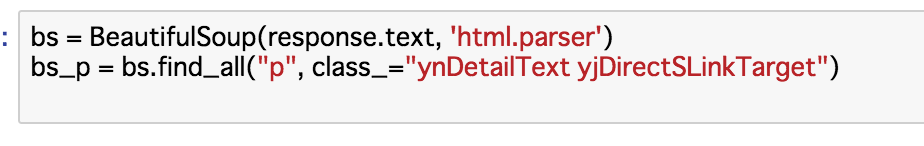 : bs = BeautifulSoup(response.text, 'html.parser')
bs_p = bs.find_all("p", class_="ynDetailText yjDirectSLinkTarget")